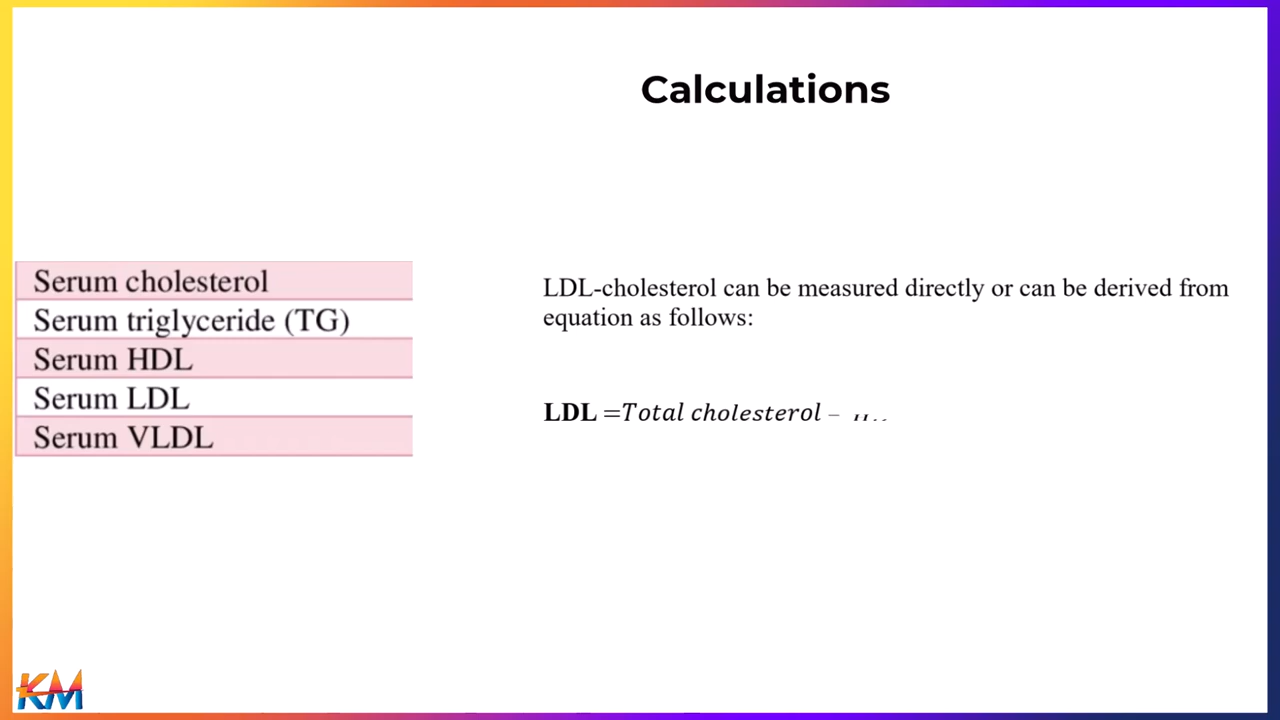 Calculations
Serum cholesterol
Serum triglyceride (TG)
Serum HDL
Serum LDL
Serum VLDL
LDL-cholesterol can be measured directly or can be derived from
equation as follows:
LDL =Total cholesterol –
KM